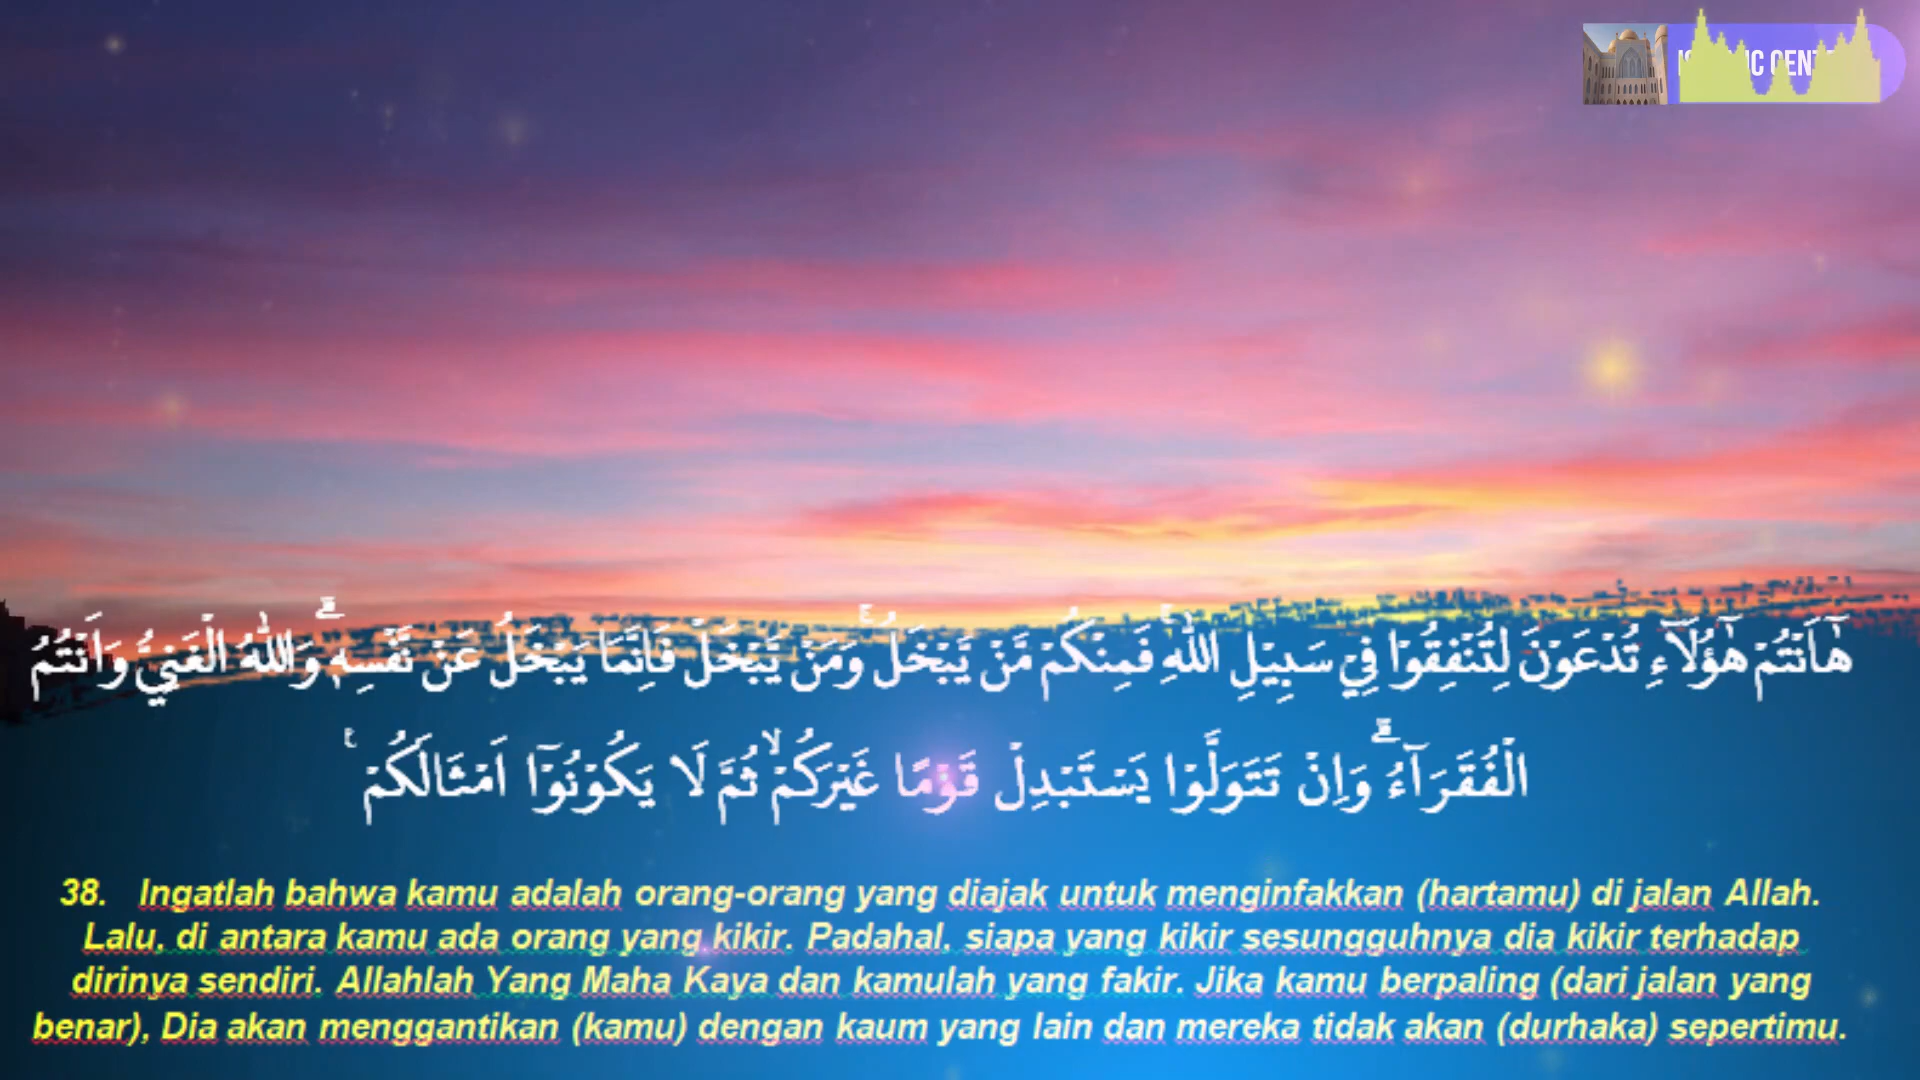 هٰٓاَنْتُمْ هٰٓؤُلَاۤءِ تُدْعَوْنَ لِتُنْفِقُوْا فِيْ سَبِيْلِ اللّٰهِ ۚفَمِنْكُمْ مَّنْ يَّبْخَلُ ۚوَمَنْ يَّبْخَلْ فَاِنَّمَا يَبْخَلُ عَنْ نَّفْسِهٖ ۗوَاللّٰهُ الْغَنِيُّ وَاَنْتُمُ
الْفُقَرَاۤءُ ۗوَاِنْ تَتَوَلَّوْا يَسْتَبْدِلْ قَوْمًا غَيْرَكُمْۙ ثُمَّ لَا يَكُوْنُوْٓا اَمْثَالَكُمْ ۚ
38. Ingatlah bahwa kamu adalah orang-orang yang diajak untuk menginfakkan (hartamu) di jalan Allah.
Lalu, di antara kamu ada orang yang kikir. Padahal, siapa yang kikir sesungguhnya dia kikir terhadap
dirinya sendiri. Allahlah Yang Maha Kaya dan kamulah yang fakir. Jika kamu berpaling (dari jalan yang
benar), Dia akan menggantikan (kamu) dengan kaum yang lain dan mereka tidak akan (durhaka) sepertimu.